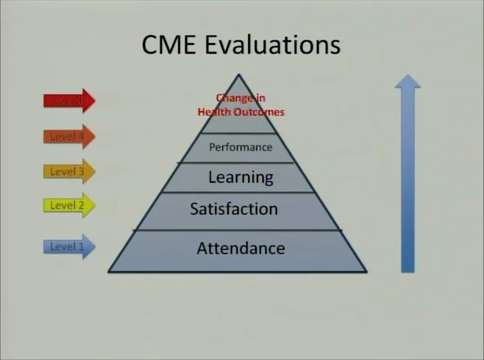 CME Evaluations
Change in
Health Outcomes
Level 4
Performance
Level 3
Learning
Level 2
Satisfaction
Level 1
Attendance